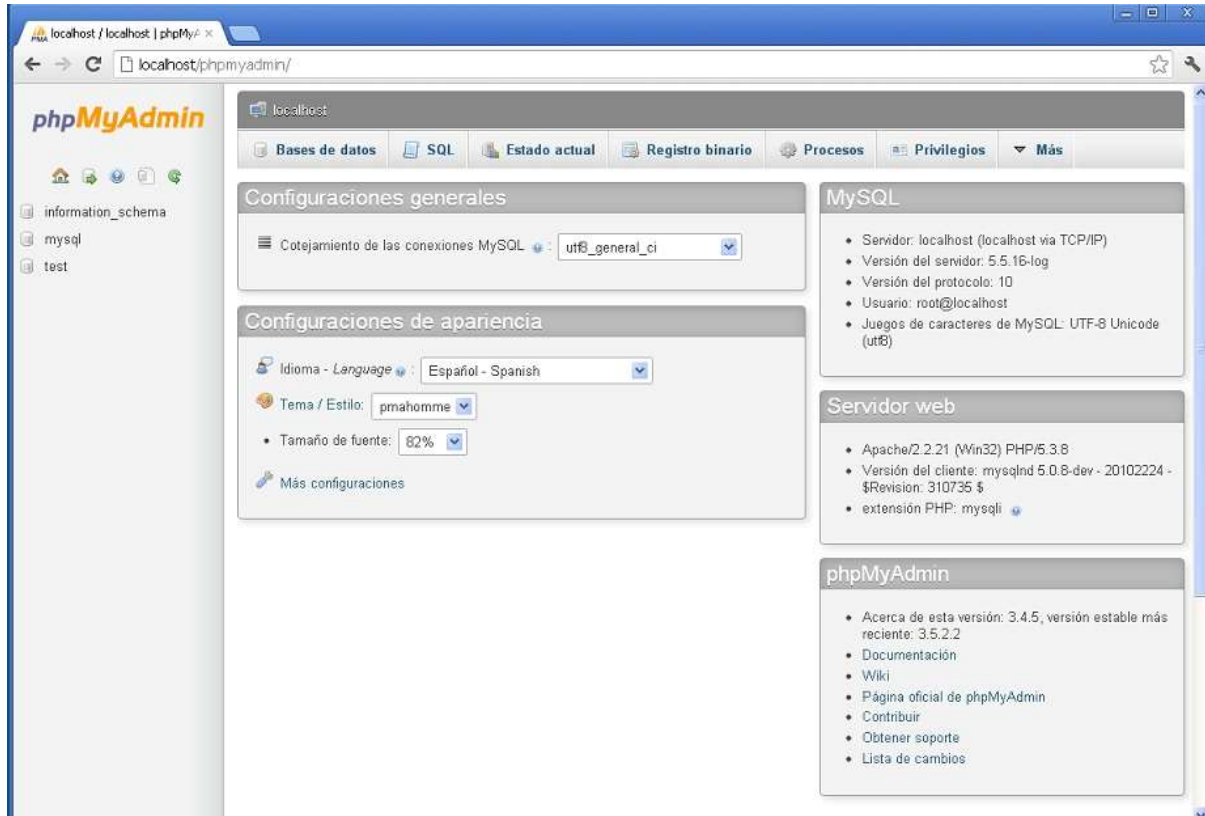 localhost / localhost | phpMyA
localhost/phpmyadmin/
phpMyAdmin
information_schema
mysql
test
localhost
Bases de datos SQL Estado actual Registro binario Procesos Privilegios Más
Configuraciones generales
Cotejamiento de las conexiones MySQL : utf8_general_ci
Configuraciones de apariencia
Idioma - Language : Español - Spanish
Tema / Estilo: pmahomme
Tamaño de fuente: 82%
Más configuraciones
MySQL
Servidor: localhost (localhost via TCP/IP)
Versión del servidor: 5.5.16-log
Versión del protocolo: 10
Usuario: root@localhost
Juegos de caracteres de MySQL: UTF-8 Unicode
(utf8)
Servidor web
Apache/2.2.21 (Win32) PHP/5.3.8
Versión del cliente: mysqlnd 5.0.8-dev - 20102224 -
$Revision: 310735 $
extensión PHP: mysqli
phpMyAdmin
Acerca de esta versión: 3.4.5, versión estable más
reciente: 3.5.2.2
Documentación
Wiki
Página oficial de phpMyAdmin
Contribuir
Obtener soporte
Lista de cambios